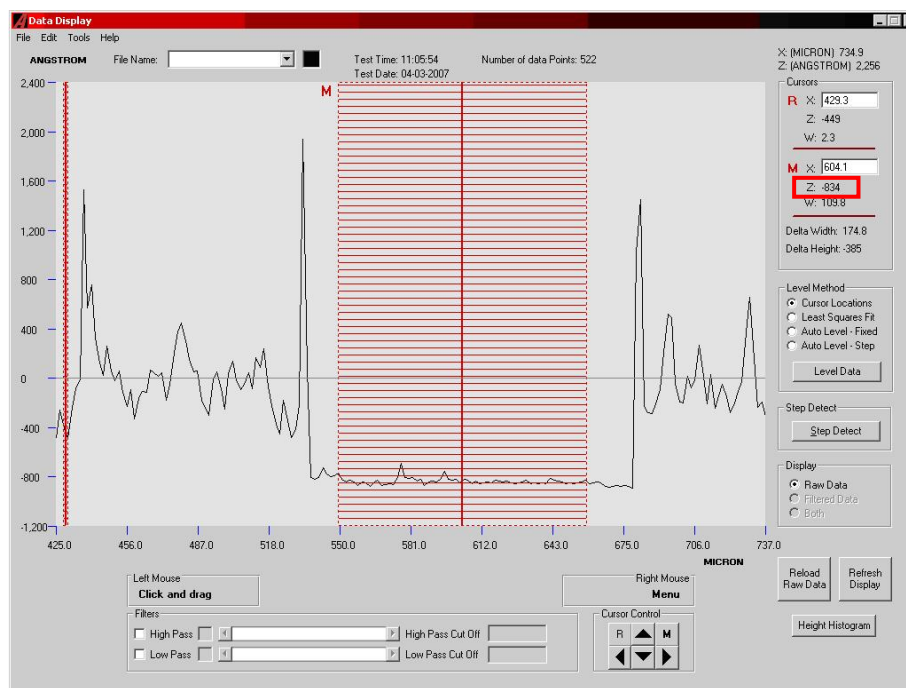 Data Display
File Edit Tools Help
ANGSTROM File Name: Test Time: 11:05:54 Number of data Points: 522
Test Date: 04-03-2007
X: (MICRON) 734.9
Z: (ANGSTROM) 2,256
Cursors
R X: 429.3
Z: -449
W: 2.3
M X: 604.1
Z: -834
W: 109.8
Delta Width: 174.8
Delta Height: -385
Level Method
Cursor Locations
Least Squares Fit
Auto Level - Fixed
Auto Level - Step
Level Data
Step Detect
Step Detect
Display
Raw Data
Filtered Data
Both
Reload Raw Data
Refresh Display
Height Histogram
M
2,400
2,000
1,600
1,200
800
400
0
-400
-800
-1,200
425.0 456.0 487.0 518.0 550.0 581.0 612.0 643.0 675.0 706.0 737.0
MICRON
Left Mouse
Click and drag
Right Mouse
Menu
Filters
High Pass High Pass Cut Off
Low Pass Low Pass Cut Off
Cursor Control
R M